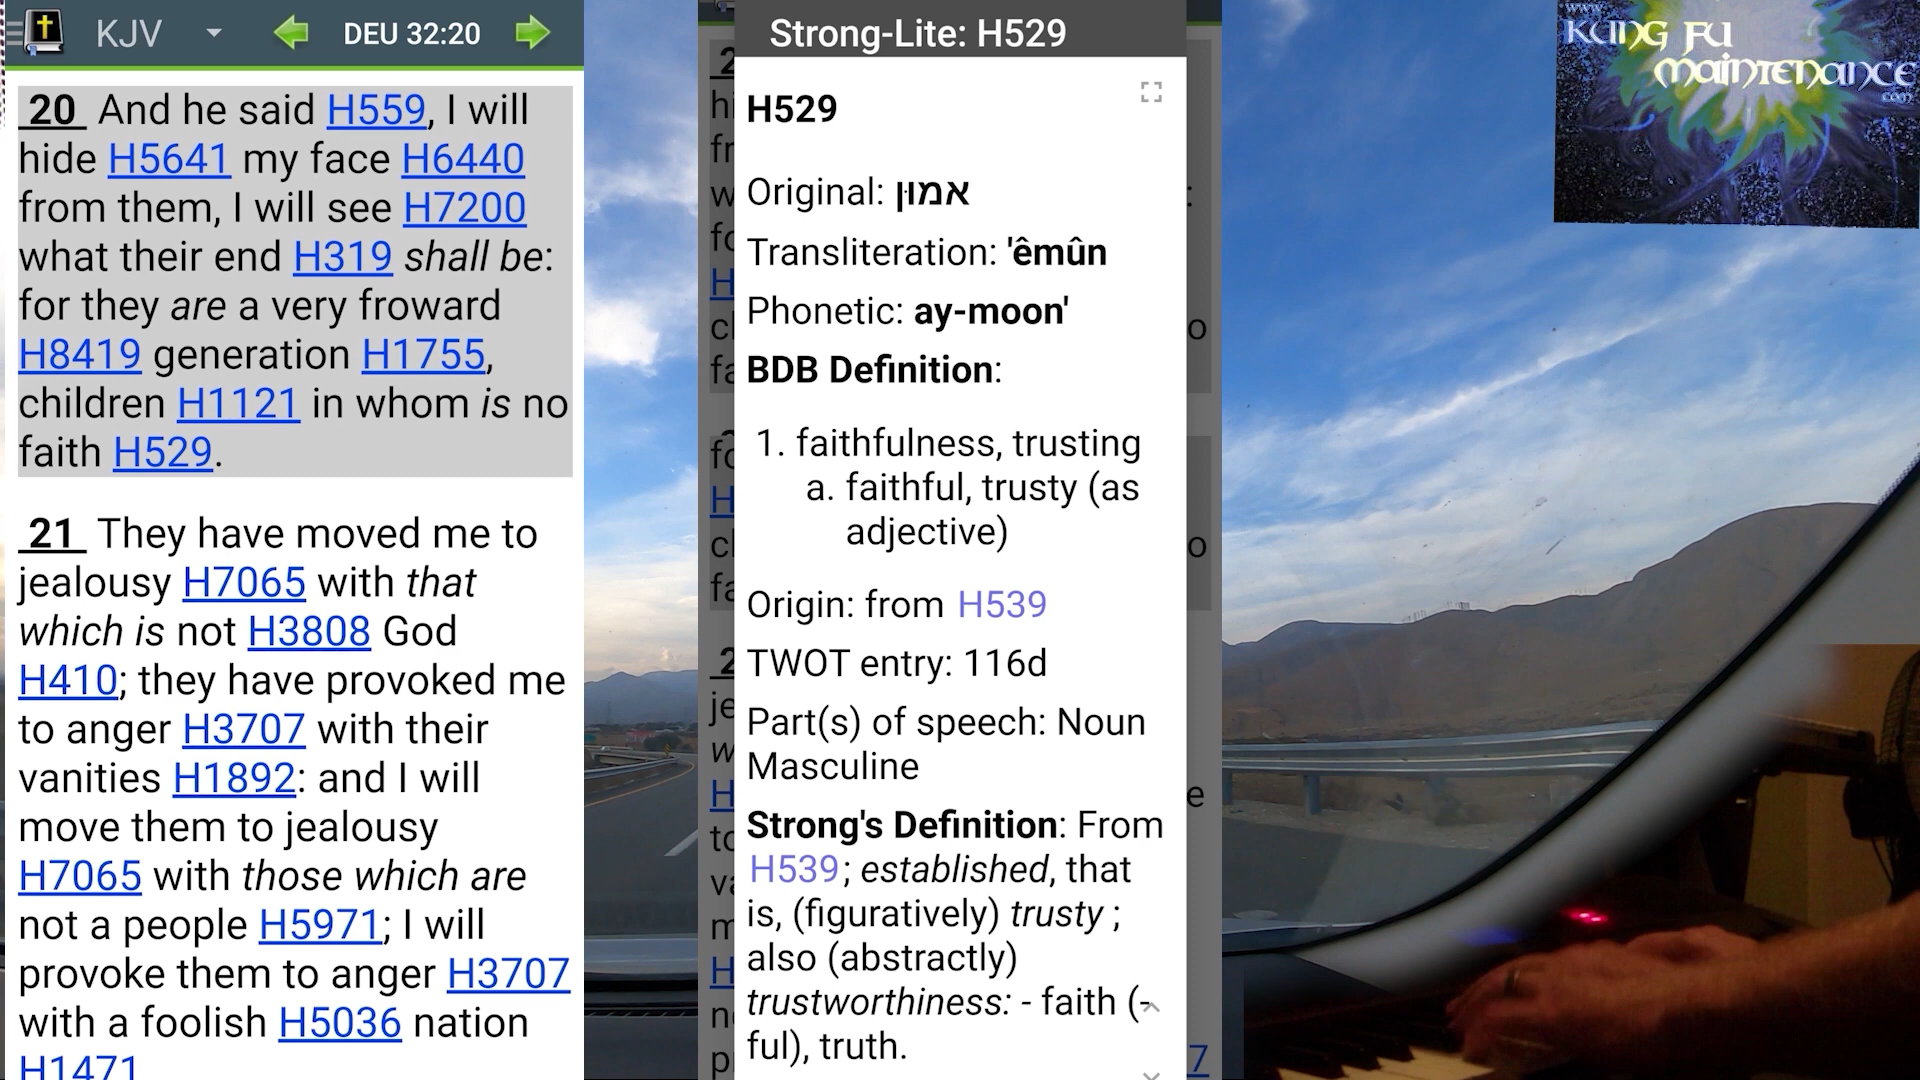 KJV
DEU 32:20
20 And he said H559, I will
hide H5641 my face H6440
from them, I will see H7200
what their end H319 shall be:
for they are a very froward
H8419 generation H1755,
children H1121 in whom is no
faith H529.
21 They have moved me to
jealousy H7065 with that
which is not H3808 God
H410; they have provoked me
to anger H3707 with their
vanities H1892: and I will
move them to jealousy
H7065 with those which are
not a people H5971; I will
provoke them to anger H3707
with a foolish H5036 nation
H1471
Strong-Lite: H529
H529
Original: אמוּן
Transliteration: 'êmûn
Phonetic: ay-moon'
BDB Definition:
1. faithfulness, trusting
a. faithful, trusty (as
adjective)
Origin: from H539
TWOT entry: 116d
Part(s) of speech: Noun
Masculine
Strong's Definition: From
H539; established, that
is, (figuratively) trusty ;
also (abstractly)
trustworthiness: - faith (-
ful), truth.
www.
Kung Fu
maintenance
.com